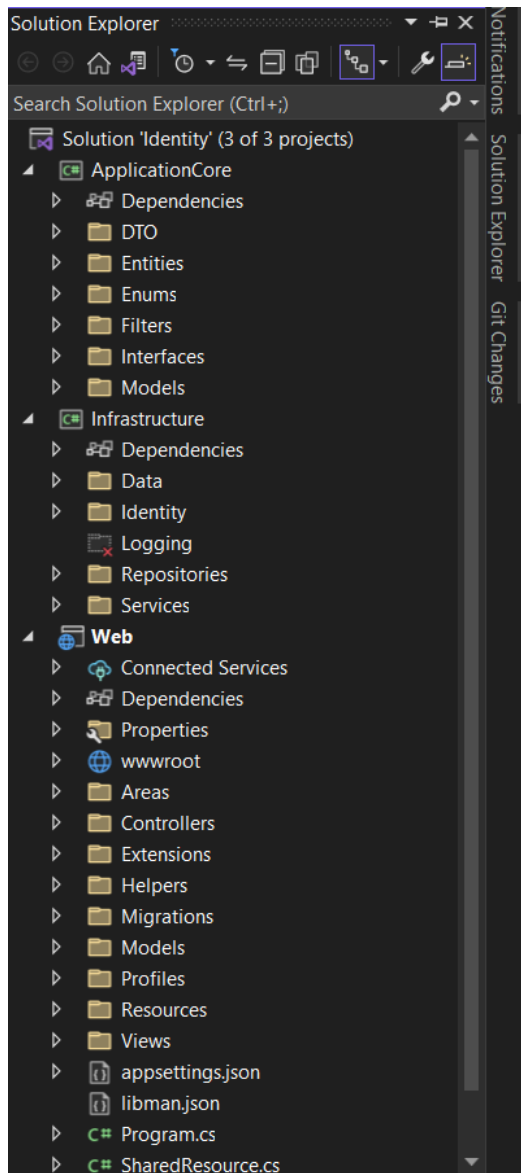 Solution Explorer
Search Solution Explorer (Ctrl+;)
Solution 'Identity' (3 of 3 projects)
C# ApplicationCore
Dependencies
DTO
Entities
Enums
Filters
Interfaces
Models
C# Infrastructure
Dependencies
Data
Identity
Logging
Repositories
Services
Web
Connected Services
Dependencies
Properties
wwwroot
Areas
Controllers
Extensions
Helpers
Migrations
Models
Profiles
Resources
Views
appsettings.json
libman.json
C# Program.cs
C# SharedResource.cs
Notifications
Solution Explorer
Git Changes